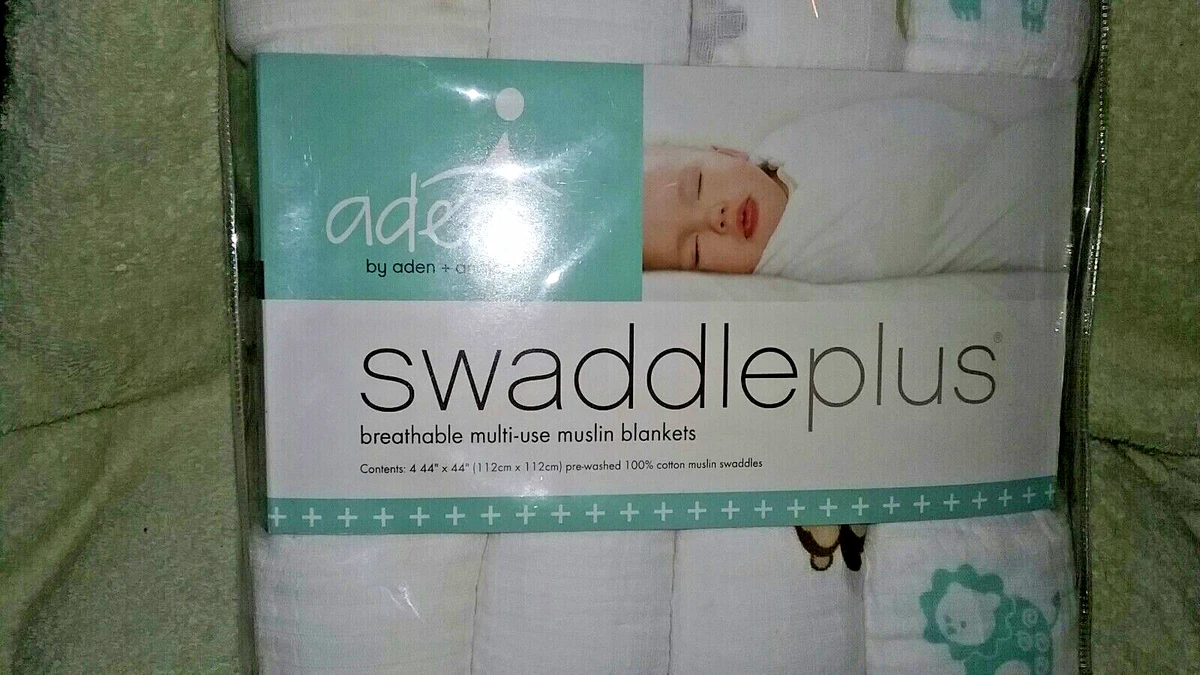 by aden +
swaddleplus®
breathable multi-use muslin blankets
Contents: 4 44" x 44" (112cm x 112cm) pre-washed 100% cotton muslin swaddles